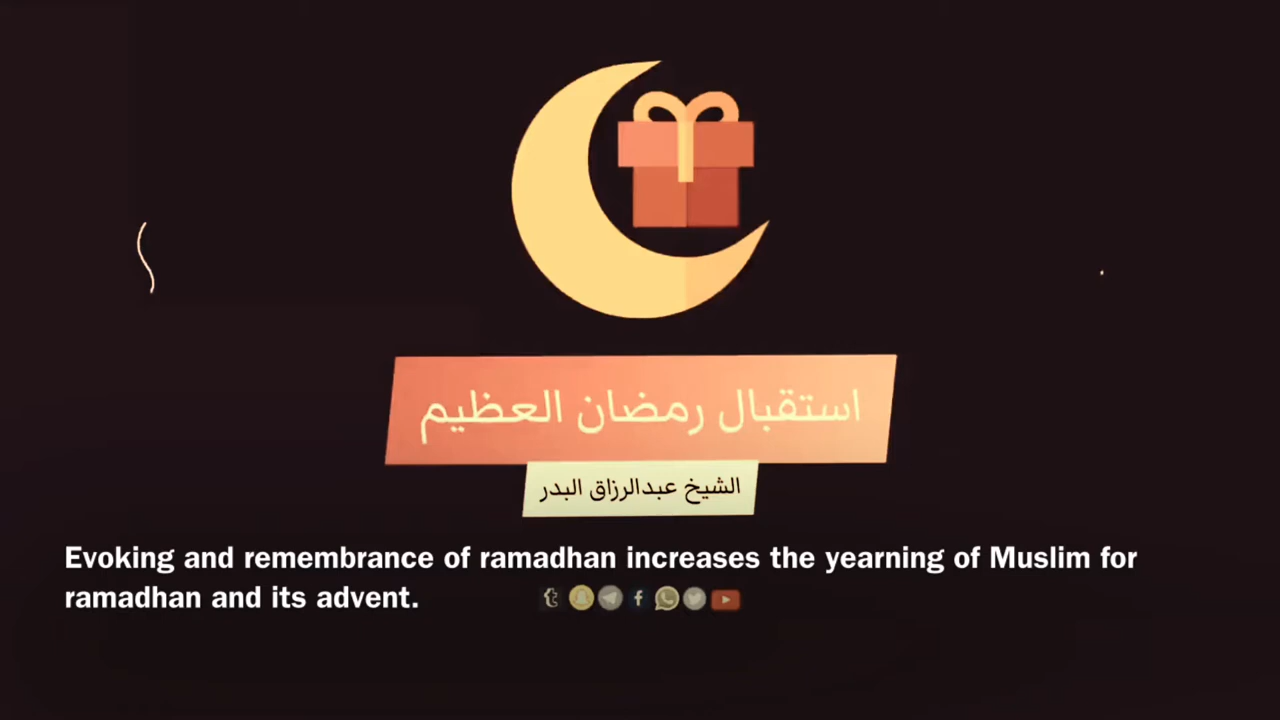 استقبال رمضان العظيم
الشيخ عبدالرزاق البدر
Evoking and remembrance of ramadhan increases the yearning of Muslim for
ramadhan and its advent.